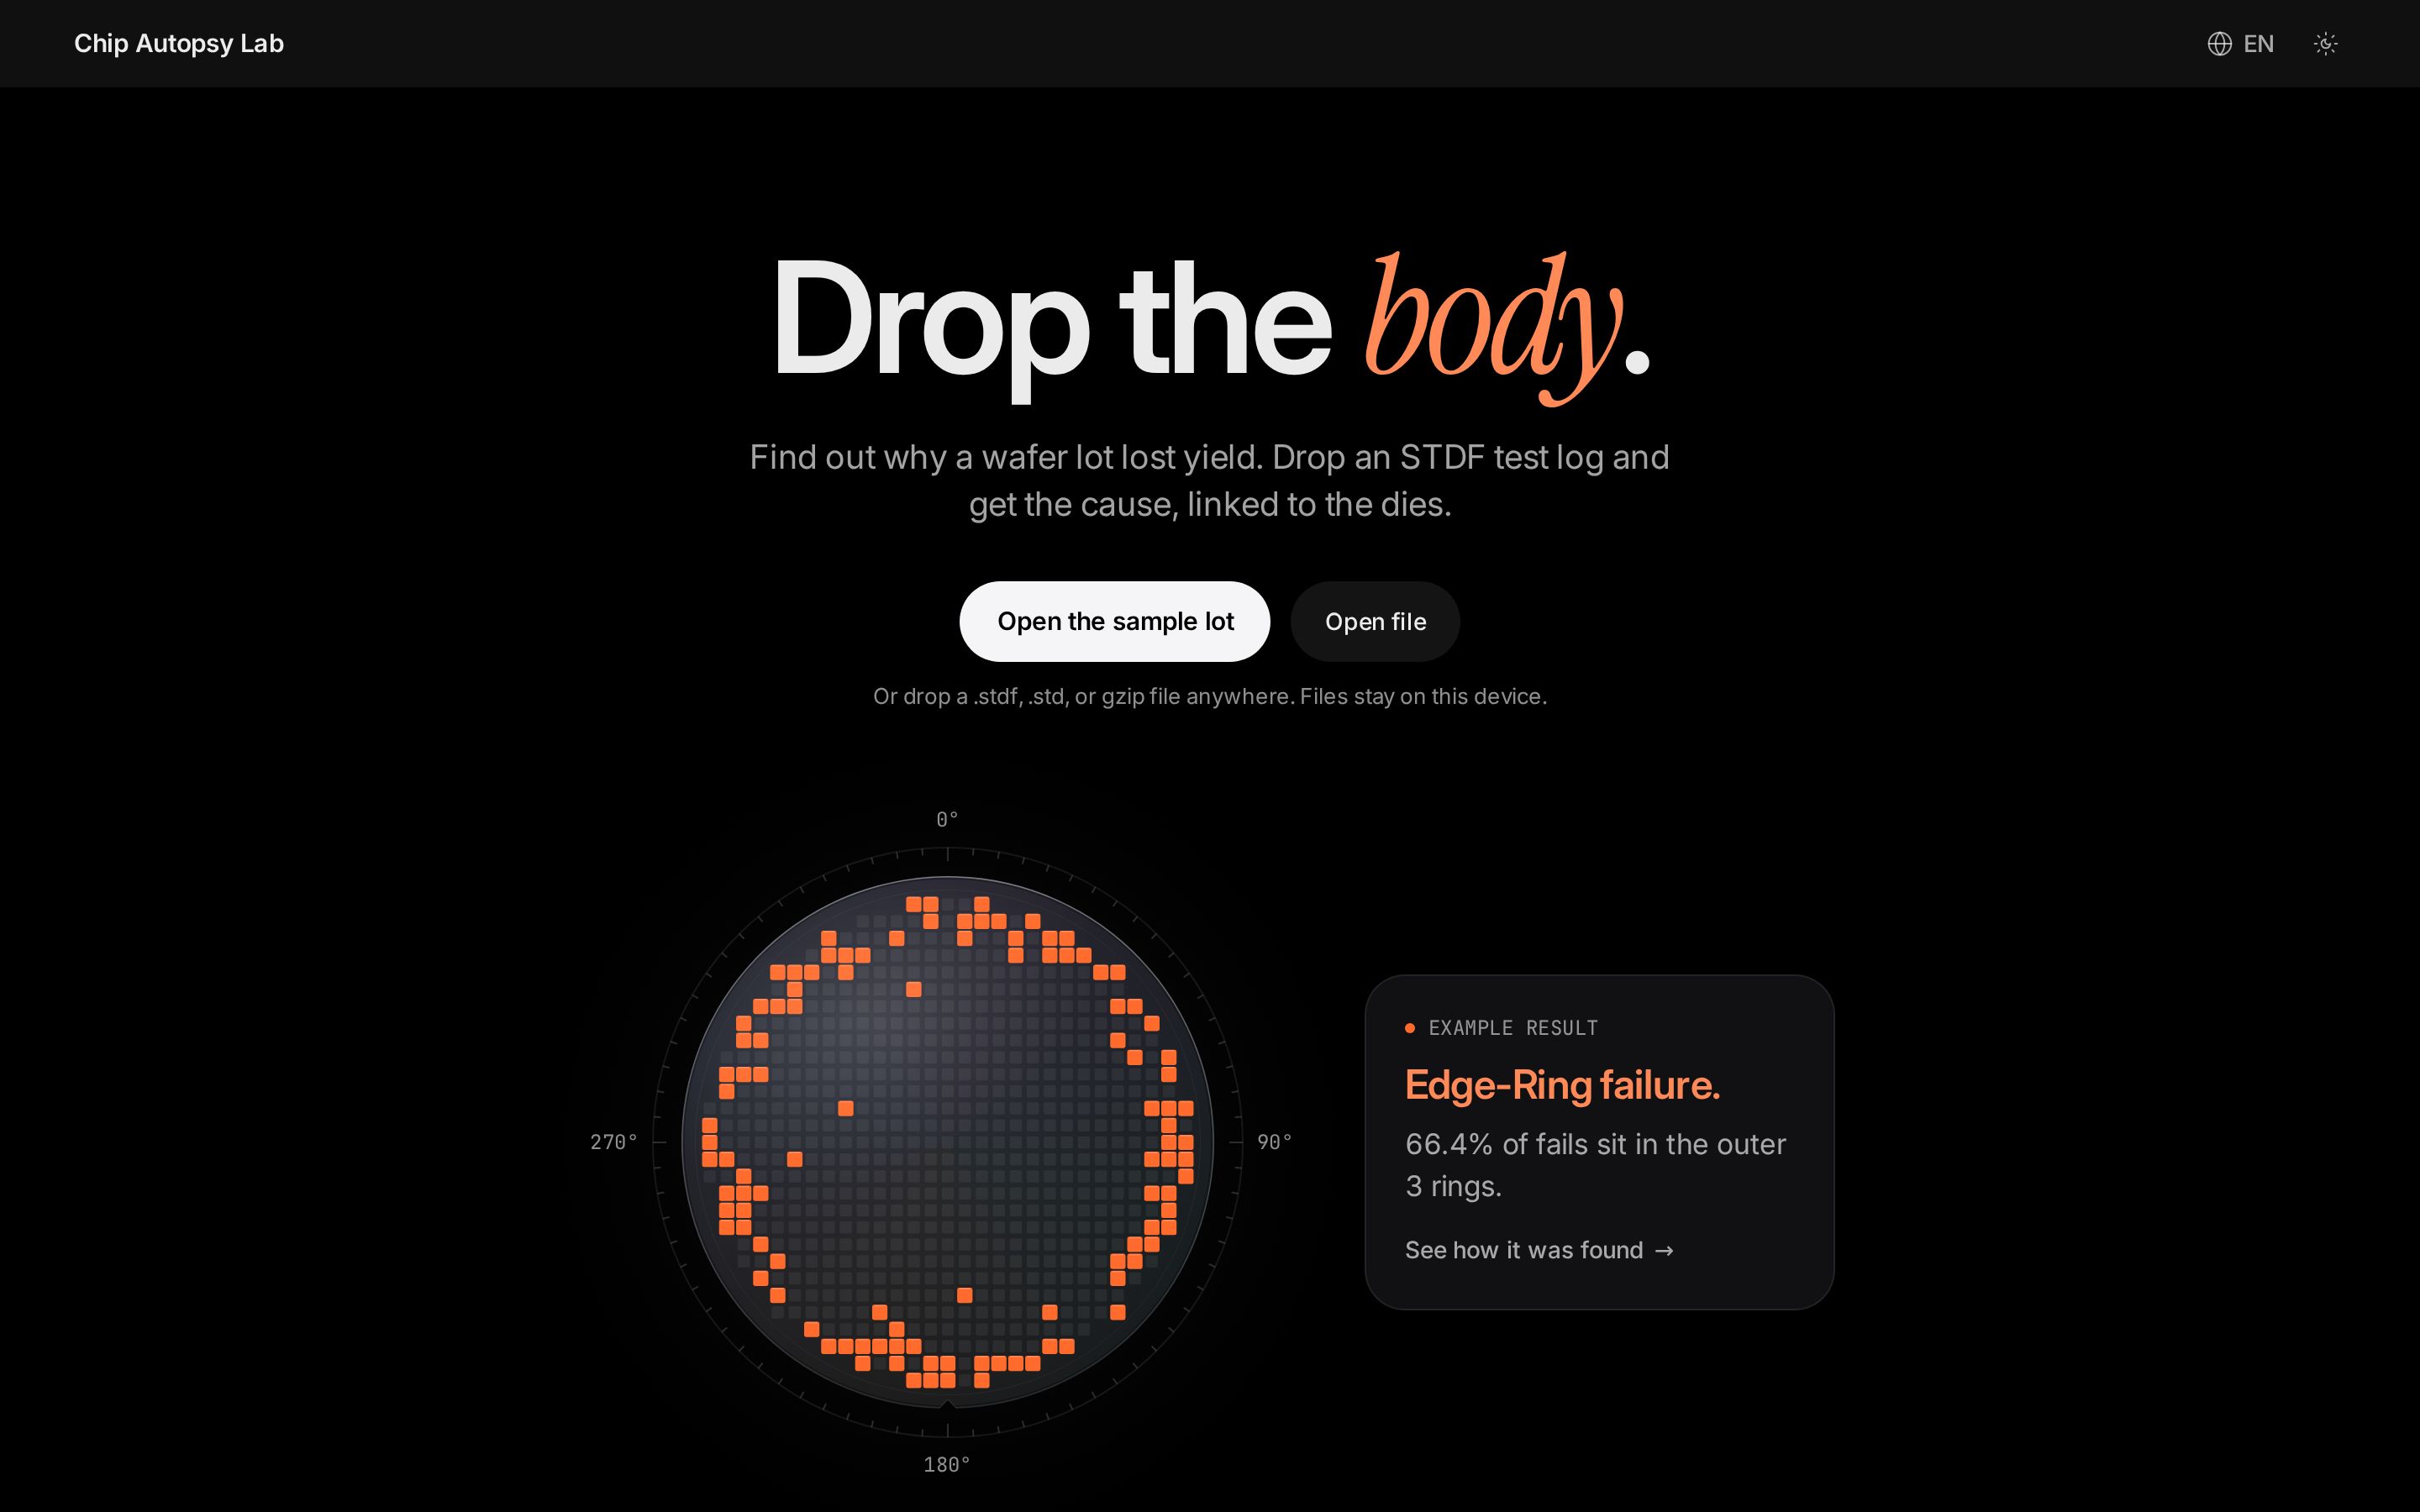 Chip Autopsy Lab
EN
Drop the body.
Find out why a wafer lot lost yield. Drop an STDF test log and
get the cause, linked to the dies.
Open the sample lot
Open file
Or drop a .stdf, .std, or gzip file anywhere. Files stay on this device.
0°
270°
90°
180°
EXAMPLE RESULT
Edge-Ring failure.
66.4% of fails sit in the outer
3 rings.
See how it was found →